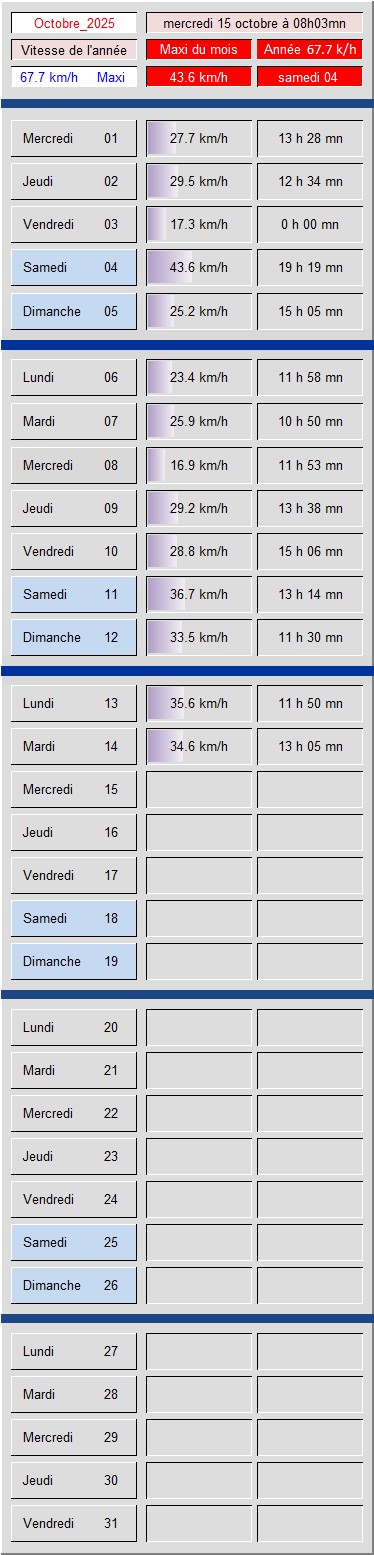 Octobre_2025 mercredi 15 octobre à 08h03mn
Vitesse de l'année Maxi du mois Année 67.7 k/h
67.7 km/h Maxi 43.6 km/h samedi 04
Mercredi 01 27.7 km/h 13 h 28 mn
Jeudi 02 29.5 km/h 12 h 34 mn
Vendredi 03 17.3 km/h 0 h 00 mn
Samedi 04 43.6 km/h 19 h 19 mn
Dimanche 05 25.2 km/h 15 h 05 mn
Lundi 06 23.4 km/h 11 h 58 mn
Mardi 07 25.9 km/h 10 h 50 mn
Mercredi 08 16.9 km/h 11 h 53 mn
Jeudi 09 29.2 km/h 13 h 38 mn
Vendredi 10 28.8 km/h 15 h 06 mn
Samedi 11 36.7 km/h 13 h 14 mn
Dimanche 12 33.5 km/h 11 h 30 mn
Lundi 13 35.6 km/h 11 h 50 mn
Mardi 14 34.6 km/h 13 h 05 mn
Mercredi 15
Jeudi 16
Vendredi 17
Samedi 18
Dimanche 19
Lundi 20
Mardi 21
Mercredi 22
Jeudi 23
Vendredi 24
Samedi 25
Dimanche 26
Lundi 27
Mardi 28
Mercredi 29
Jeudi 30
Vendredi 31